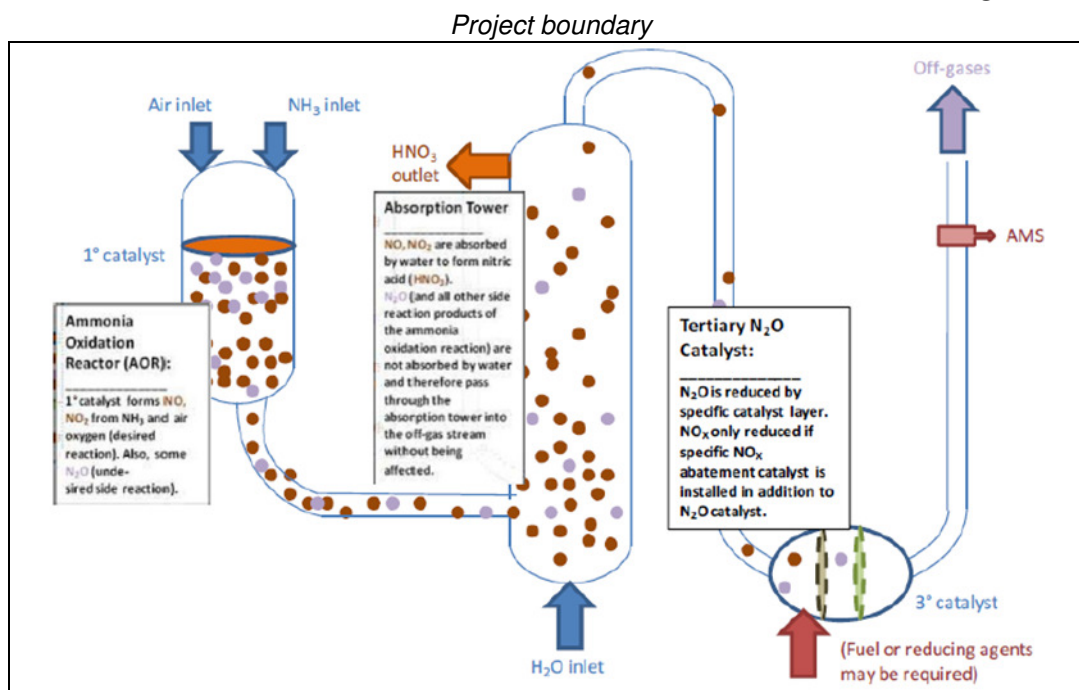 Project boundary
Air inlet
NH₃ inlet
1° catalyst
Ammonia
Oxidation
Reactor (AOR):
_______________
1° catalyst forms NO,
NO₂ from NH₃ and air
oxygen (desired
reaction). Also, some
N₂O (unde-
sired side reaction).
HNO₃
outlet
Absorption Tower
_______________
NO, NO₂ are absorbed
by water to form nitric
acid (HNO₃).
N₂O (and all other side
reaction products of
the ammonia
oxidation reaction) are
not absorbed by water
and therefore pass
through the
absorption tower into
the off-gas stream
without being
affected.
H₂O inlet
Tertiary N₂O
Catalyst:
_______________
N₂O is reduced by
specific catalyst layer.
NOₓ only reduced if
specific NOₓ
abatement catalyst is
installed in addition to
N₂O catalyst.
Off-gases
AMS
3° catalyst
(Fuel or reducing agents
may be required)